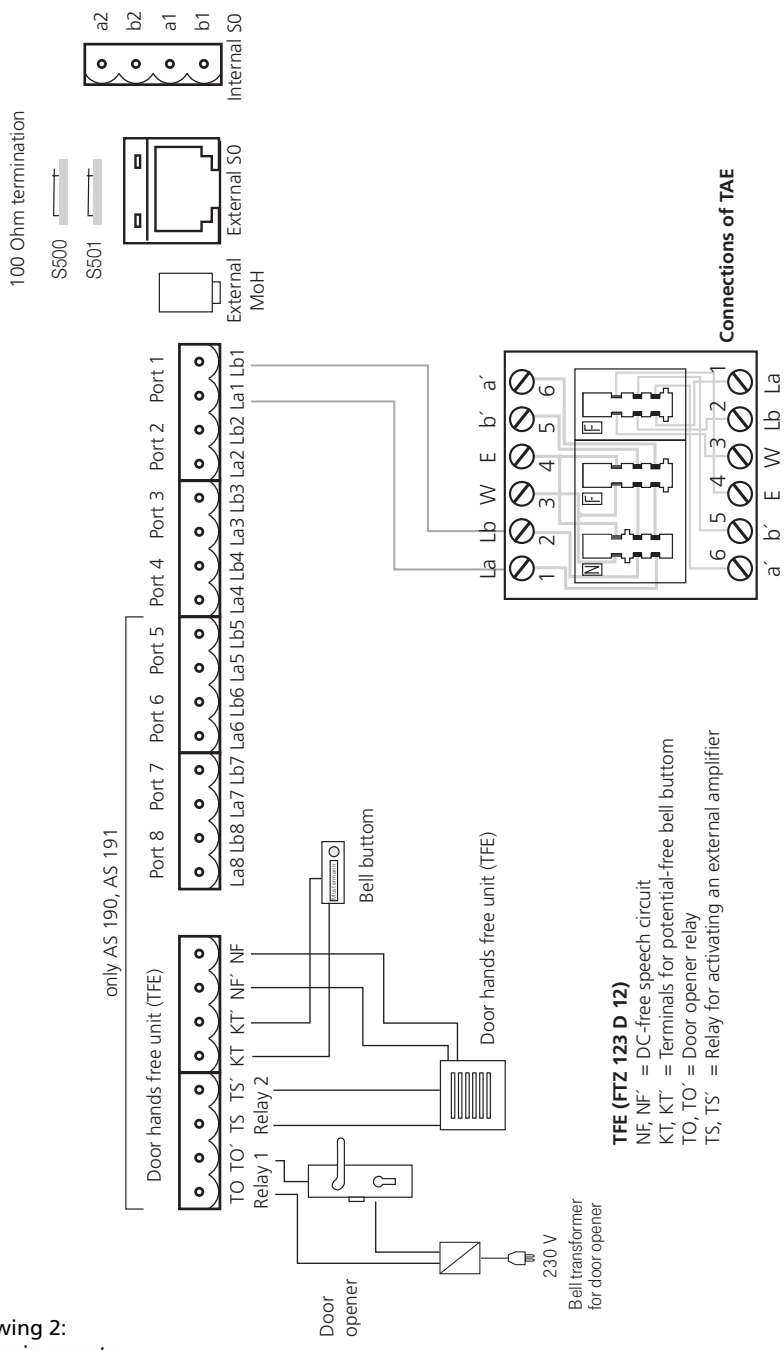 100 Ohm termination
S500
S501
only AS 190, AS 191
Door hands free unit (TFE)
Port 8 Port 7 Port 6 Port 5 Port 4 Port 3 Port 2 Port 1
a2 b2 a1 b1
TO TO´ TS TS´ KT KT´ NF´ NF
La8 Lb8 La7 Lb7 La6 Lb6 La5 Lb5 La4 Lb4 La3 Lb3 La2 Lb2 La1 Lb1
Relay 1 Relay 2
External
MoH
External S0
Internal S0
Mustermann
Bell buttom
Door
opener
Door hands free unit (TFE)
230 V
Bell transformer
for door opener
La Lb W E b´ a´
1 2 3 4 5 6
N F F
6 5 4 3 2 1
a´ b´ E W Lb La
Connections of TAE
TFE (FTZ 123 D 12)
NF, NF´ = DC-free speech circuit
KT, KT´ = Terminals for potential-free bell buttom
TO, TO´ = Door opener relay
TS, TS´ = Relay for activating an external amplifier
wing 2: